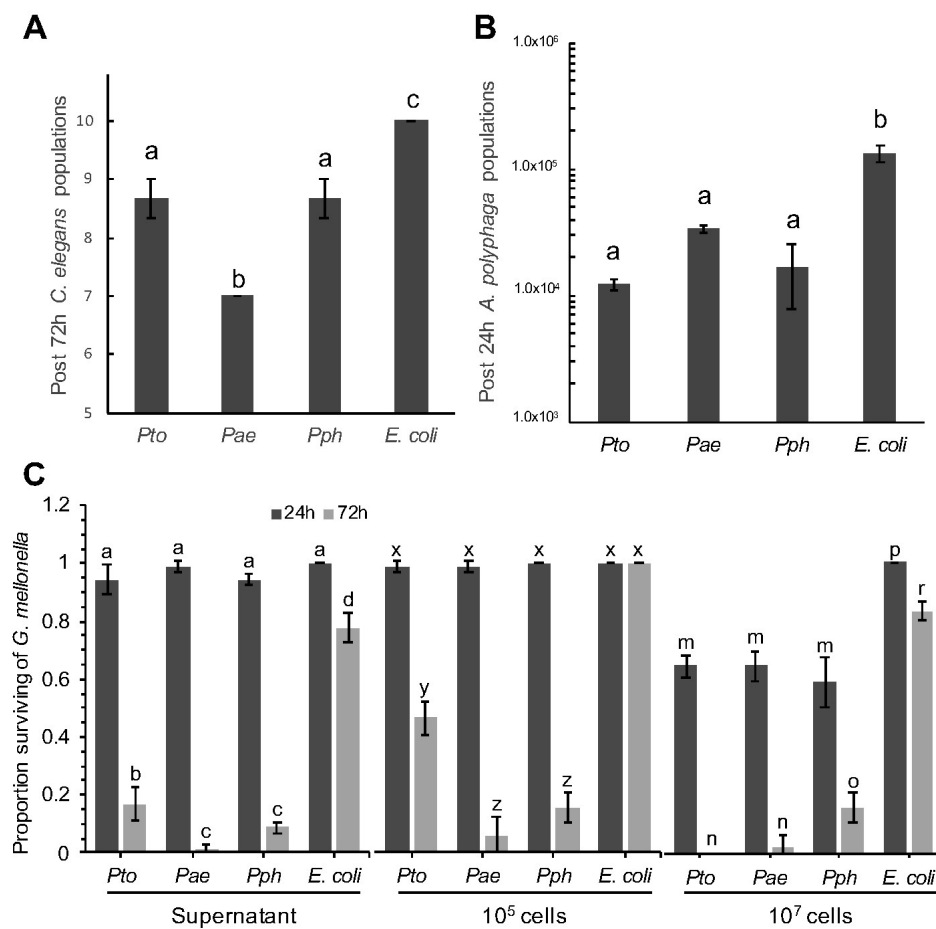 A
Post 72h C. elegans populations
10
9
8
7
6
5
a
b
a
c
Pto Pae Pph E. coli
B
Post 24h A. polyphaga populations
1.0x10⁶
1.0x10⁵
1.0x10⁴
1.0x10³
a
a
a
b
Pto Pae Pph E. coli
C
Proportion surviving of G. mellonella
1.2
1
0.8
0.6
0.4
0.2
0
24h 72h
a b a c a c a d
x y x z x z x x
m n m n m o p r
Pto Pae Pph E. coli Pto Pae Pph E. coli Pto Pae Pph E. coli
Supernatant 10⁵ cells 10⁷ cells